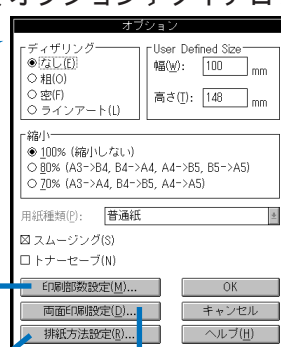 オプション、ダイアロ
オプション
ディザリング
なし(E)
粗(O)
密(F)
ラインアート(L)
User Defined Size
幅(W): 100 mm
高さ(T): 148 mm
縮小
100% (縮小しない)
80% (A3->B4, B4->A4, A4->B5, B5->A5)
70% (A3->A4, B4->B5, A4->A5)
用紙種類(P): 普通紙
スムージング(S)
トナーセーブ(N)
印刷部数設定(M)... OK
両面印刷設定(D)... キャンセル
排紙方法設定(R)... ヘルプ(H)